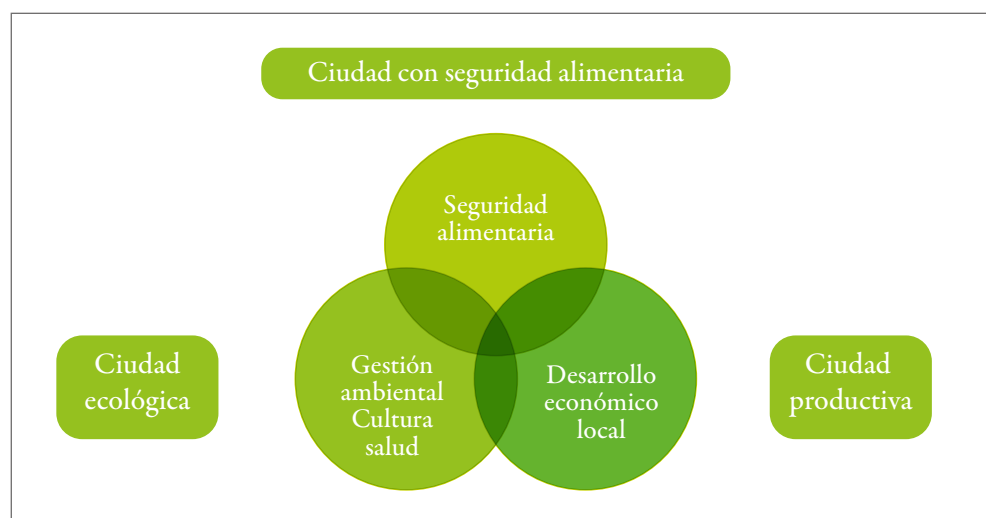 Ciudad con seguridad alimentaria
Seguridad
alimentaria
Ciudad
ecológica
Gestión
ambiental
Cultura
salud
Desarrollo
económico
local
Ciudad
productiva